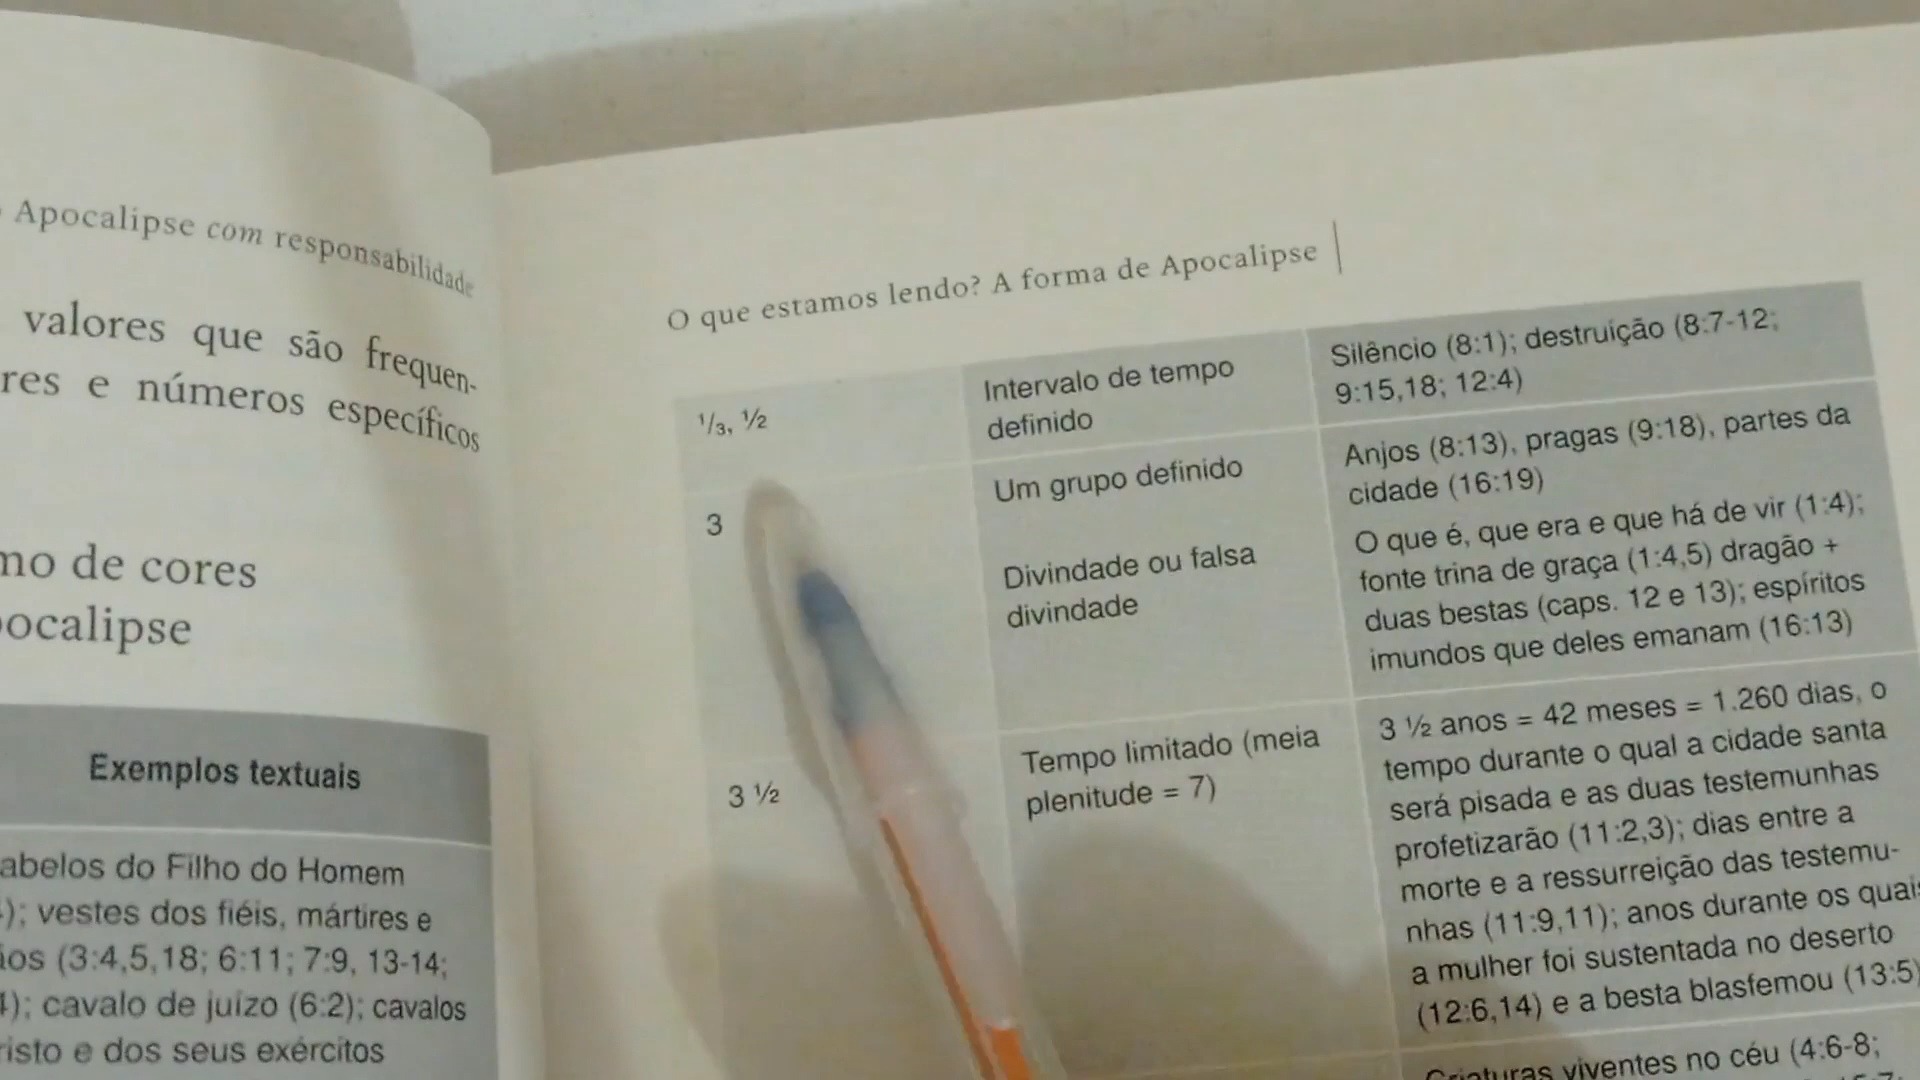 Apocalipse com responsabilidade
valores que são frequen-
res e números específicos
mo de cores
pocalipse
Exemplos textuais
abelos do Filho do Homem
); vestes dos fiéis, mártires e
ãos (3:4,5,18; 6:11; 7:9, 13-14;
); cavalo de juízo (6:2); cavalos
risto e dos seus exércitos
O que estamos lendo? A forma de Apocalipse
1/3, ½
Intervalo de tempo
definido
Silêncio (8:1); destruição (8:7-12;
9:15,18; 12:4)
3
Um grupo definido
Divindade ou falsa
divindade
Anjos (8:13), pragas (9:18), partes da
cidade (16:19)
O que é, que era e que há de vir (1:4);
fonte trina de graça (1:4,5) dragão +
duas bestas (caps. 12 e 13); espíritos
imundos que deles emanam (16:13)
3 ½
Tempo limitado (meia
plenitude = 7)
3 ½ anos = 42 meses = 1.260 dias, o
tempo durante o qual a cidade santa
será pisada e as duas testemunhas
profetizarão (11:2,3); dias entre a
morte e a ressurreição das testemu-
nhas (11:9,11); anos durante os quais
a mulher foi sustentada no deserto
(12:6,14) e a besta blasfemou (13:5)
Criaturas viventes no céu (4:6-8;